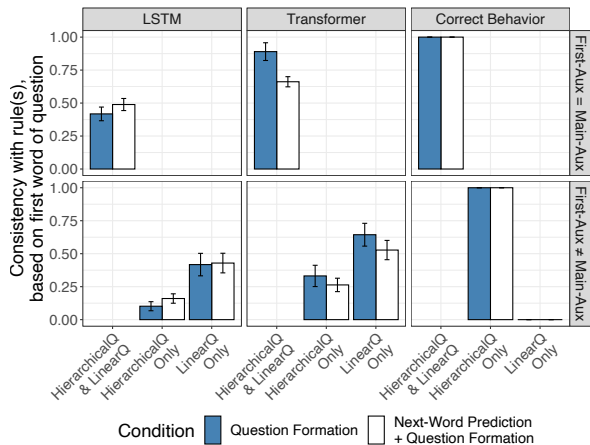 LSTM
Transformer
Correct Behavior
Consistency with rule(s),
based on first word of question
1.00
0.75
0.50
0.25
0.00
First-Aux = Main-Aux
1.00
0.75
0.50
0.25
0.00
First-Aux ≠ Main-Aux
HierarchicalQ
& LinearQ
HierarchicalQ
Only
LinearQ
Only
HierarchicalQ
& LinearQ
HierarchicalQ
Only
LinearQ
Only
HierarchicalQ
& LinearQ
HierarchicalQ
Only
LinearQ
Only
Condition
Question Formation
Next-Word Prediction
+ Question Formation